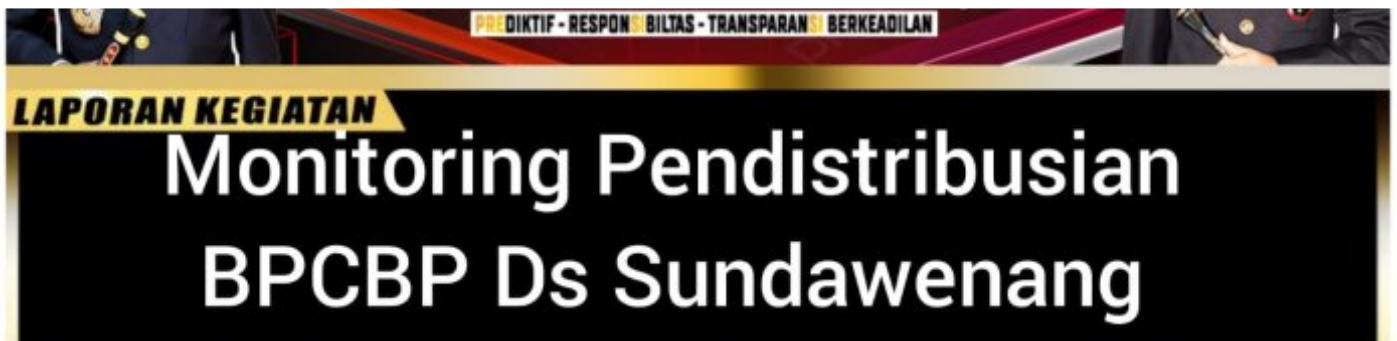 PREDIKTIF - RESPONSIBILTAS - TRANSPARANSI BERKEADILAN
LAPORAN KEGIATAN
Monitoring Pendistribusian
BPCBP Ds Sundawenang